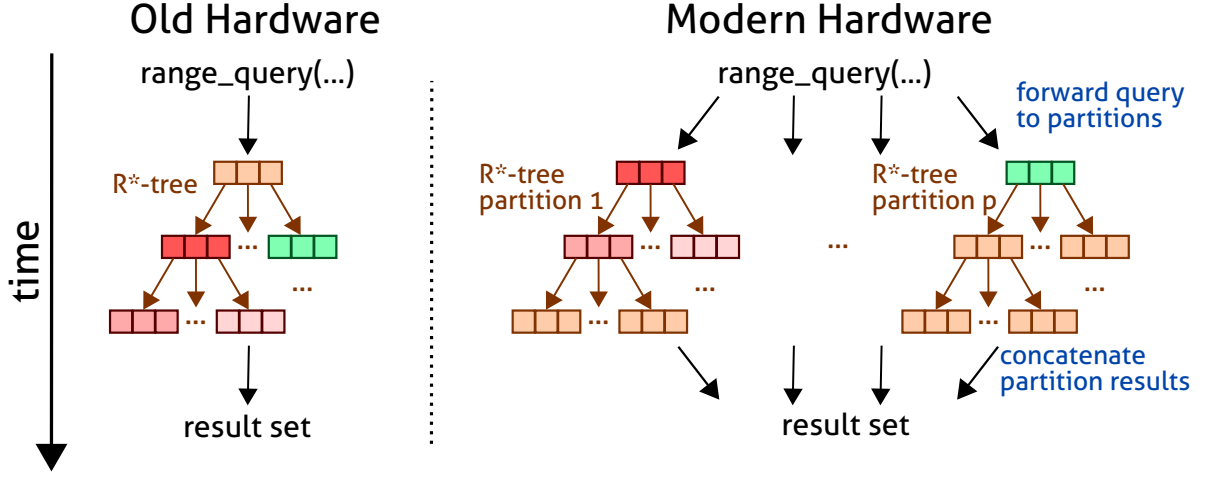 Old Hardware
Modern Hardware
range_query(...)
range_query(...)
forward query
to partitions
R*-tree
R*-tree
partition 1
R*-tree
partition p
...
...
...
...
...
...
...
...
...
...
time
concatenate
partition results
result set
result set